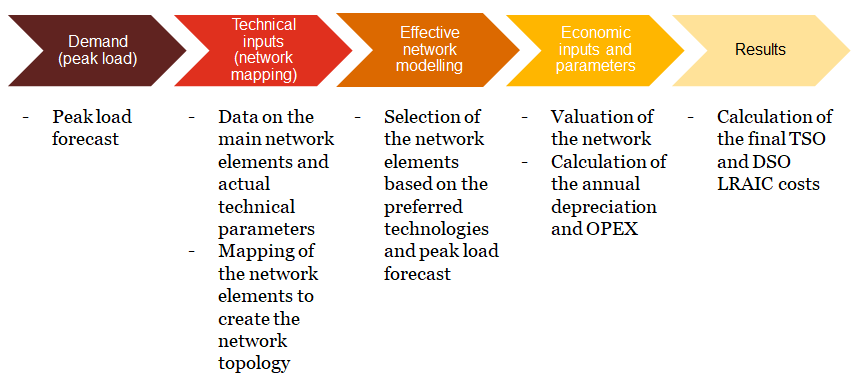 Demand
(peak load)
Technical
inputs
(network
mapping)
Effective
network
modelling
Economic
inputs and
parameters
Results
- Peak load
forecast
- Data on the
main network
elements and
actual
technical
parameters
- Mapping of
the network
elements to
create the
network
topology
- Selection of
the network
elements
based on the
preferred
technologies
and peak load
forecast
- Valuation of
the network
- Calculation of
the annual
depreciation
and OPEX
- Calculation of
the final TSO
and DSO
LRAIC costs